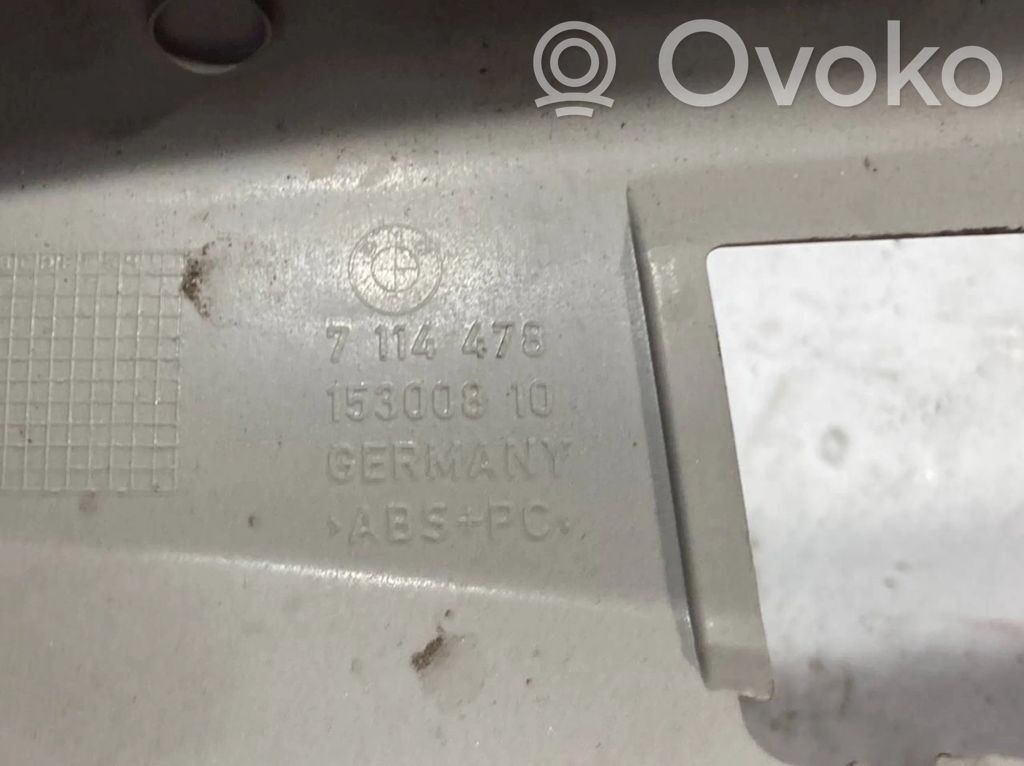 Ovoko
7 114 478
153008 10
GERMANY
>ABS+PC<